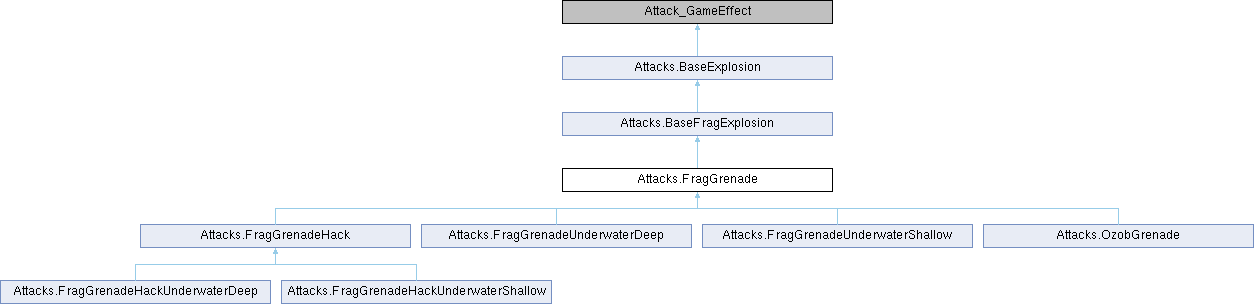 Attack_GameEffect
Attacks.BaseExplosion
Attacks.BaseFragExplosion
Attacks.FragGrenade
Attacks.FragGrenadeHack
Attacks.FragGrenadeUnderwaterDeep
Attacks.FragGrenadeUnderwaterShallow
Attacks.OzobGrenade
Attacks.FragGrenadeHackUnderwaterDeep
Attacks.FragGrenadeHackUnderwaterShallow